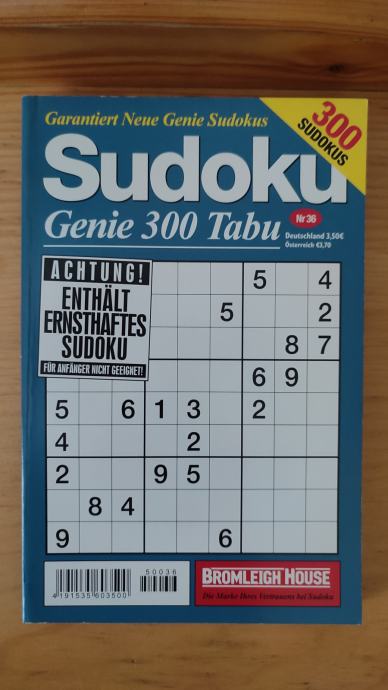 Garantiert Neue Genie Sudokus
300
SUDOKUS
Sudoku
Genie 300 Tabu
Nr 36
Deutschland 3,50€
Österreich €3,70
ACHTUNG!
ENTHÄLT
ERNSTHAFTES
SUDOKU
FÜR ANFÄNGER NICHT GEEIGNET!
5 4
5 2
8 7
6 9
5 6 1 3 2
4 2
2 9 5
8 4
9 6
50036
4191535603500
BROMLEIGH HOUSE
Die Marke Ihres Vertrauens bei Sudoku